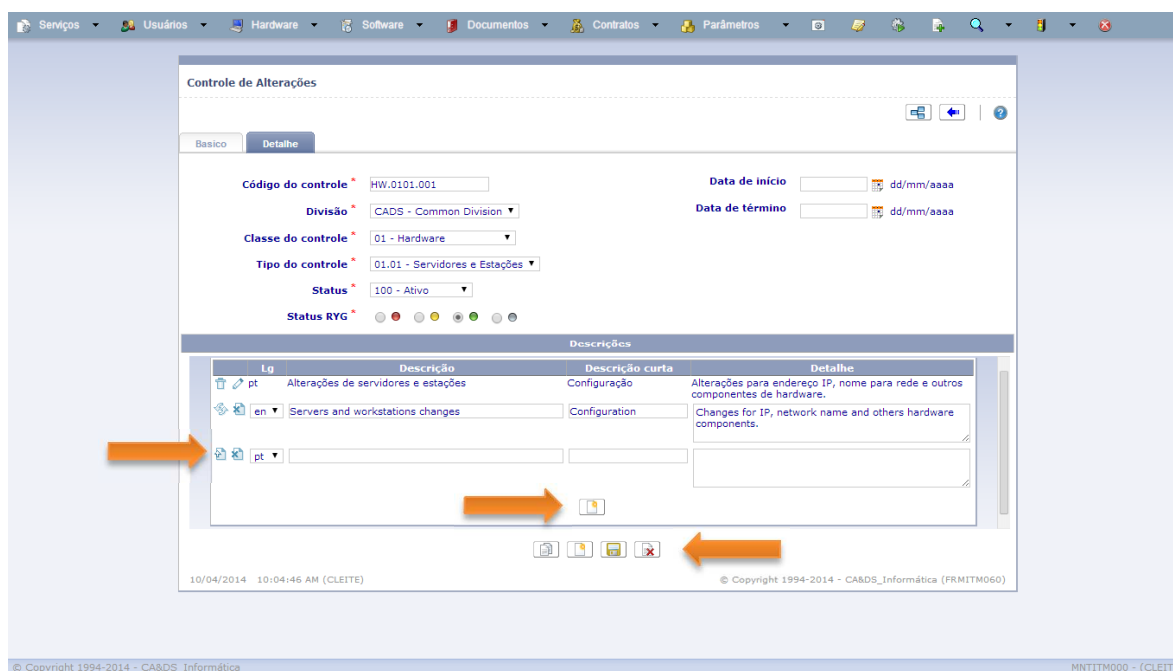 Serviços Usuários Hardware Software Documentos Contratos Parâmetros
Controle de Alterações
Basico Detalhe
Código do controle * HW.0101.001 Data de início dd/mm/aaaa
Divisão * CADS - Common Division Data de término dd/mm/aaaa
Classe do controle * 01 - Hardware
Tipo do controle * 01.01 - Servidores e Estações
Status * 100 - Ativo
Status RYG *
Descrições
Lg Descrição Descrição curta Detalhe
pt Alterações de servidores e estações Configuração Alterações para endereço IP, nome para rede e outros
componentes de hardware.
en Servers and workstations changes Configuration Changes for IP, network name and others hardware
components.
pt
10/04/2014 10:04:46 AM (CLEITE) © Copyright 1994-2014 - CA&DS_Informática (FRMITM060)
© Copyright 1994-2014 - CA&DS_Informática MNTITM000 - (CLEIT